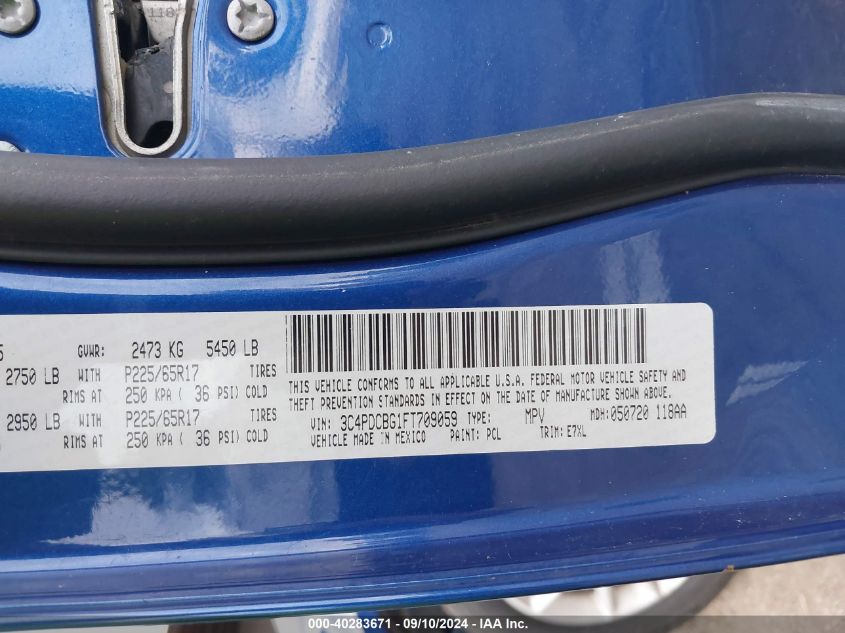 118
GVWR: 2473 KG 5450 LB
2750 LB WITH P225/65R17 TIRES
RIMS AT 250 KPA ( 36 PSI) COLD
2950 LB WITH P225/65R17 TIRES
RIMS AT 250 KPA ( 36 PSI) COLD
THIS VEHICLE CONFORMS TO ALL APPLICABLE U.S.A. FEDERAL MOTOR VEHICLE SAFETY AND
THEFT PREVENTION STANDARDS IN EFFECT ON THE DATE OF MANUFACTURE SHOWN ABOVE.
VIN: 3C4PDCBG1FT709059 TYPE: MPV MDH: 050720 118AA
VEHICLE MADE IN MEXICO PAINT: PCL TRIM: E7XL
000-40283671 - 09/10/2024 - IAA Inc.